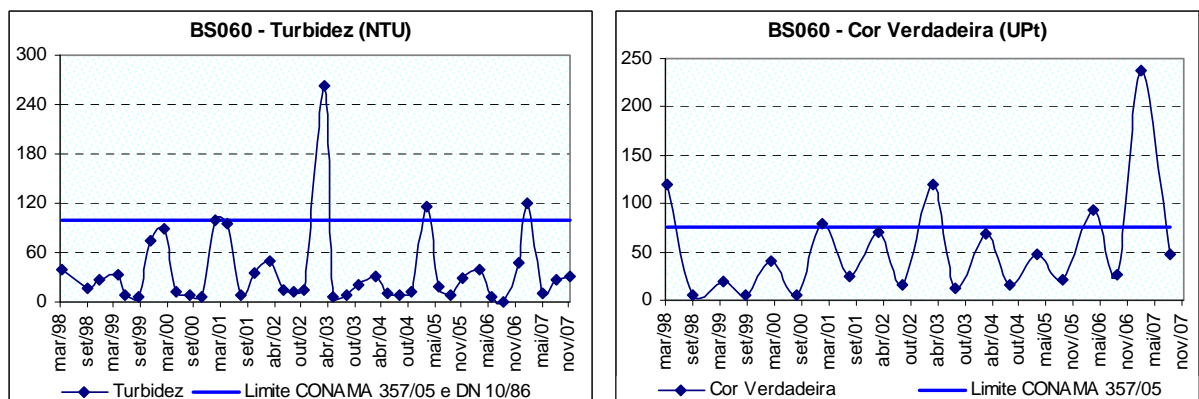 BS060 - Turbidez (NTU)
300
240
180
120
60
0
mar/98
set/98
mar/99
set/99
mar/00
set/00
mar/01
set/01
abr/02
out/02
abr/03
out/03
abr/04
out/04
mai/05
nov/05
mai/06
nov/06
mai/07
nov/07
Turbidez
Limite CONAMA 357/05 e DN 10/86
BS060 - Cor Verdadeira (UPt)
250
200
150
100
50
0
mar/98
set/98
mar/99
set/99
mar/00
set/00
mar/01
set/01
abr/02
out/02
abr/03
out/03
abr/04
out/04
mai/05
nov/05
mai/06
nov/06
mai/07
nov/07
Cor Verdadeira
Limite CONAMA 357/05